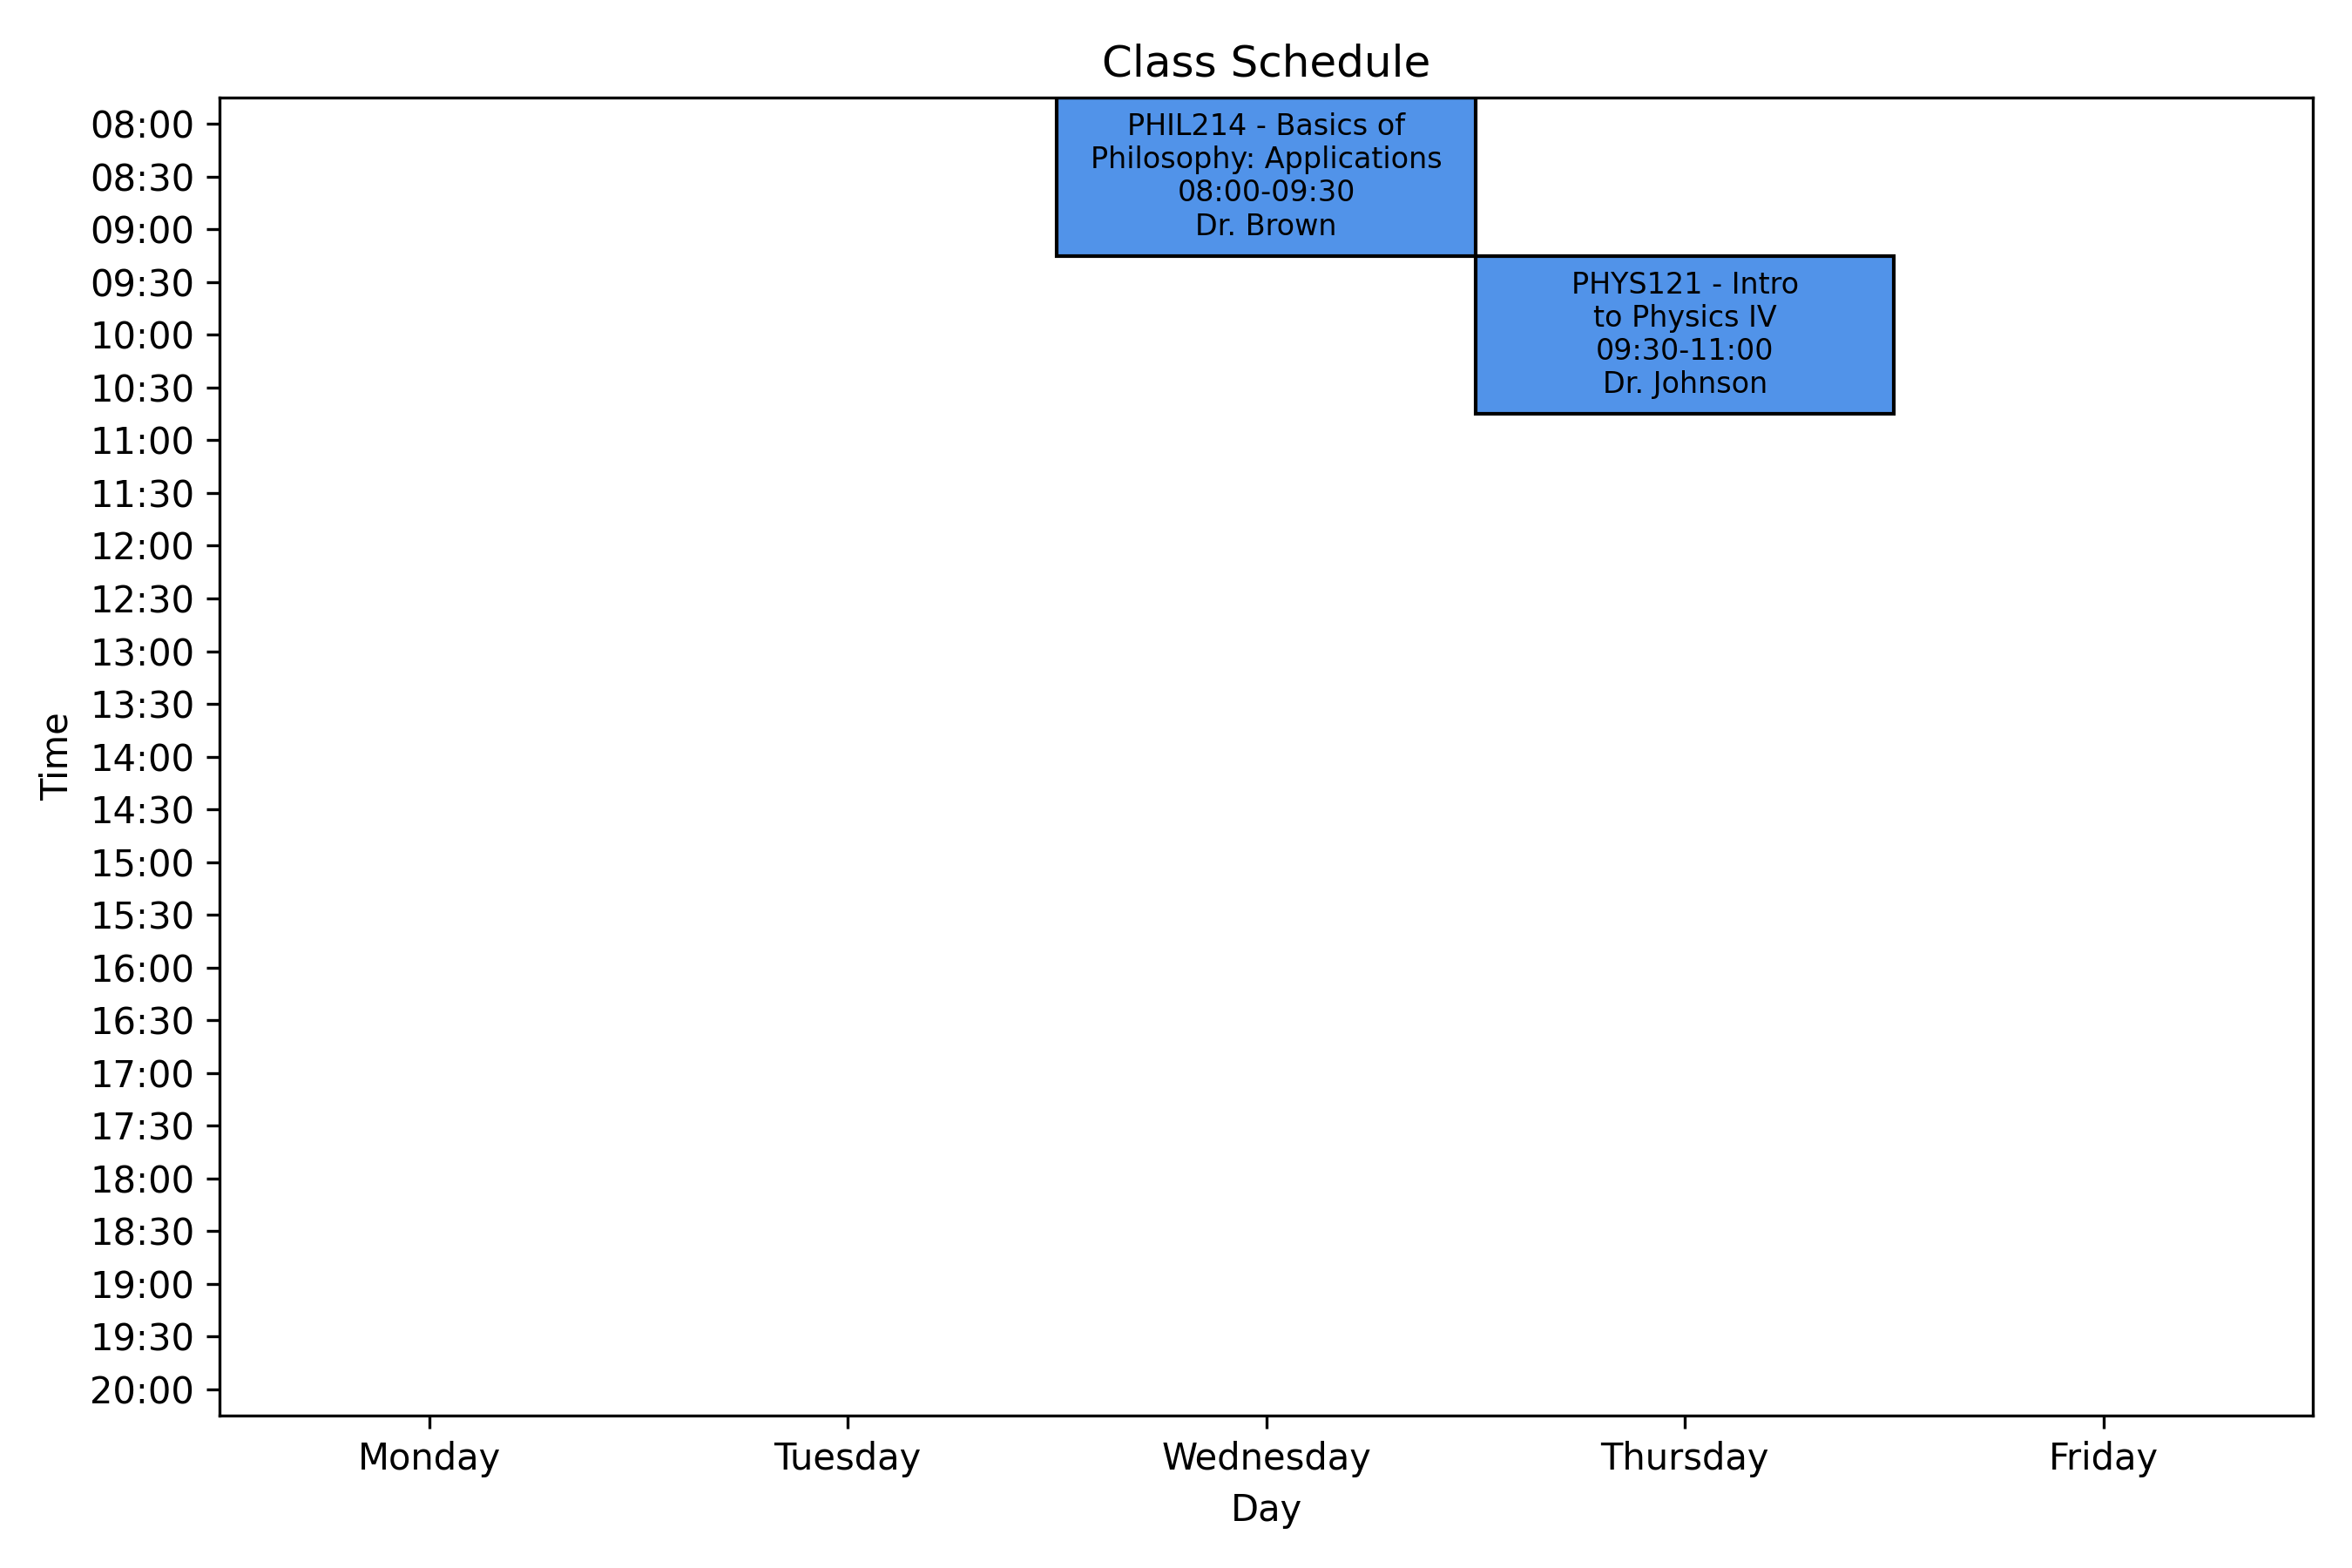 Class Schedule
PHIL214 - Basics of
Philosophy: Applications
08:00-09:30
Dr. Brown
PHYS121 - Intro
to Physics IV
09:30-11:00
Dr. Johnson
Time
08:00
08:30
09:00
09:30
10:00
10:30
11:00
11:30
12:00
12:30
13:00
13:30
14:00
14:30
15:00
15:30
16:00
16:30
17:00
17:30
18:00
18:30
19:00
19:30
20:00
Monday Tuesday Wednesday Thursday Friday
Day